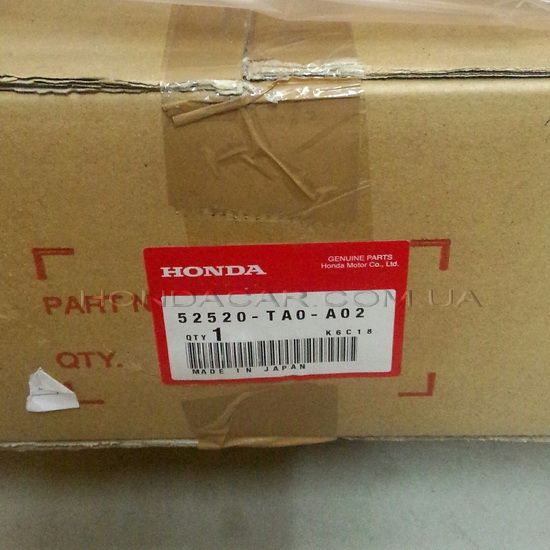 HONDA
GENUINE PARTS
Honda Motor Co., Ltd.
PART N
HONDACAR.COM.UA
52520-TA0-A02
QTY 1 K6C18
QTY.
MADE IN JAPAN